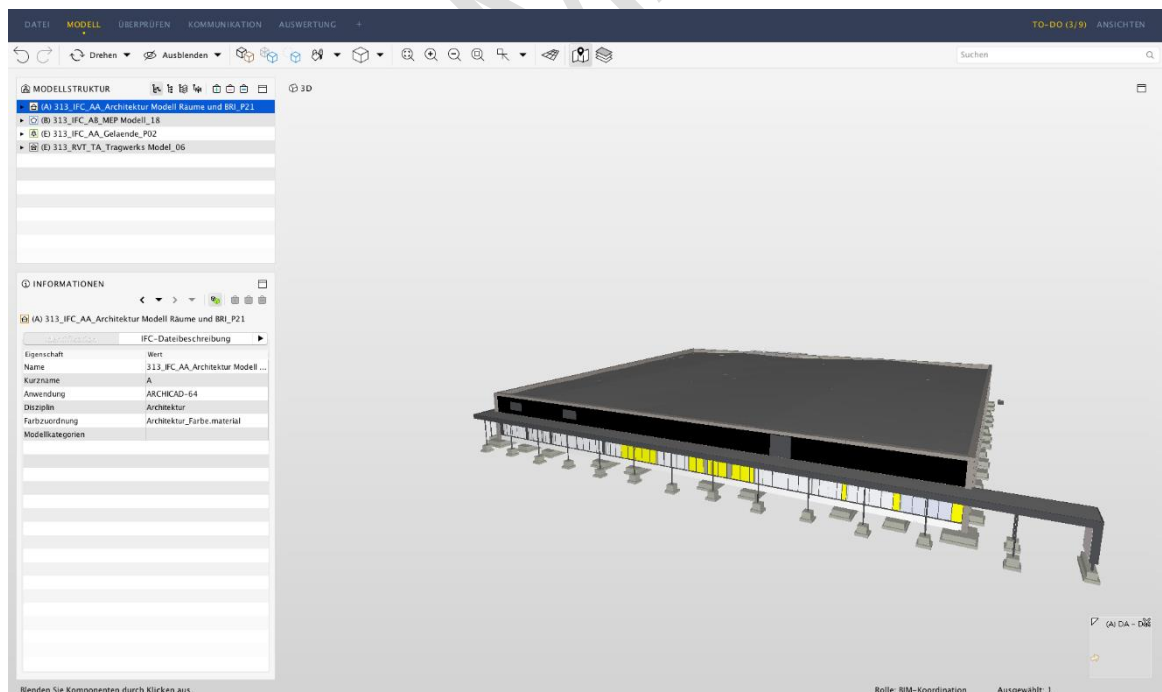 DATEI MODELL ÜBERPRÜFEN KOMMUNIKATION AUSWERTUNG + TO-DO (3/9) ANSICHTEN
Drehen Ausblenden Suchen
MODELLSTRUKTUR 3D
(A) 313_IFC_AA_Architektur Modell Räume und BRI_P21
(B) 313_IFC_AB_MEP Modell_18
(E) 313_IFC_AA_Gelaende_P02
(E) 313_RVT_TA_Tragwerks Model_06
INFORMATIONEN
(A) 313_IFC_AA_Architektur Modell Räume und BRI_P21
IFC-Dateibeschreibung
Eigenschaft Wert
Name 313_IFC_AA_Architektur Modell ...
Kurzname A
Anwendung ARCHICAD-64
Disziplin Architektur
Farbzuordnung Architektur_Farbe.material
Modellkategorien
(A) DA - 
Blenden Sie Komponenten durch Klicken aus Rolle: BIM-Koordination Ausgewählt: 1